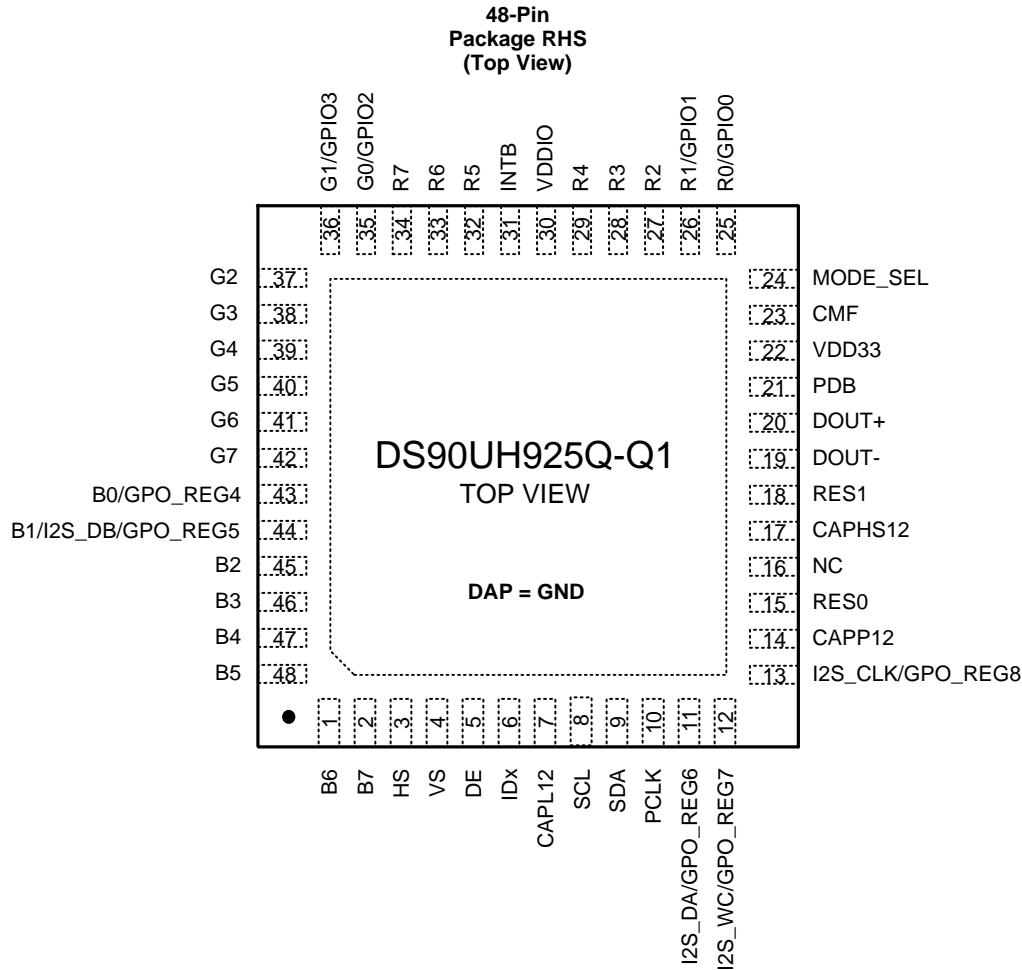 48-Pin
Package RHS
(Top View)
G1/GPIO3
G0/GPIO2
R7
R6
R5
INTB
VDDIO
R4
R3
R2
R1/GPIO1
R0/GPIO0
36
35
34
33
32
31
30
29
28
27
26
25
G2 37
G3 38
G4 39
G5 40
G6 41
G7 42
B0/GPO_REG4 43
B1/I2S_DB/GPO_REG5 44
B2 45
B3 46
B4 47
B5 48
DS90UH925Q-Q1
TOP VIEW
DAP = GND
24 MODE_SEL
23 CMF
22 VDD33
21 PDB
20 DOUT+
19 DOUT-
18 RES1
17 CAPHS12
16 NC
15 RES0
14 CAPP12
13 I2S_CLK/GPO_REG8
1
2
3
4
5
6
7
8
9
10
11
12
B6
B7
HS
VS
DE
IDx
CAPL12
SCL
SDA
PCLK
I2S_DA/GPO_REG6
I2S_WC/GPO_REG7